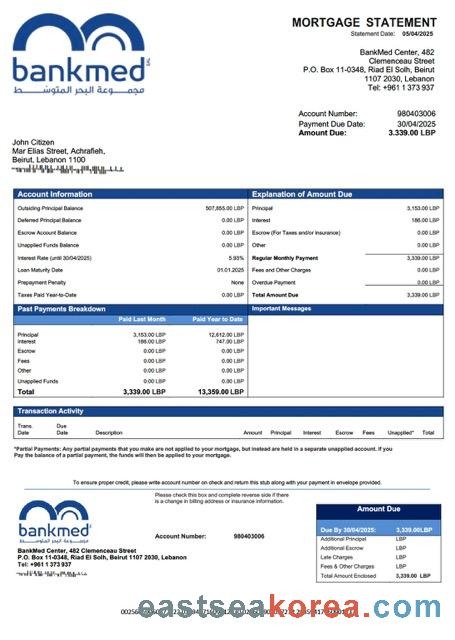 MORTGAGE STATEMENT
Statement Date: 05/04/2025
bankmed
مجموعة البحر المتوسط
BankMed Center, 482
Clemenceau Street
P.O. Box 11-0348, Riad El Solh, Beirut
1107 2030, Lebanon
Tel: +961 1 373 937
Account Number: 980403006
Payment Due Date: 30/04/2025
Amount Due: 3.339.00 LBP
John Citizen
Mar Elias Street, Achrafieh,
Beirut. Lebanon 1100
Account Information
Outsiding Principal Balance 507,655.00 LBP
Deferred Principal Balance 0.00 LBP
Escrow Account Balance 0.00 LBP
Unapplied Funds Balance 0.00 LBP
Interest Rate (until 30/04/2025) 5.93%
Loan Maturity Date 01.01.2025
Prepayment Penalty None
Taxes Paid Year-to-Date 0.00 LBP
Explanation of Amount Due
Principal 3,153.00 LBP
Interest 186.00 LBP
Escrow (For Taxes and/or Insurance) 0.00 LBP
Other 0.00 LBP
Regular Monthly Payment 3,339.00 LBP
Fees and Other Charges 0.00 LBP
Overdue Payment 0.00 LBP
Total Amount Due 3,339.00 LBP
Past Payments Breakdown
Paid Last Month Paid Year to Date
Principal 3,153.00 LBP 12,612.00 LBP
Interest 186.00 LBP 747.00 LBP
Escrow 0.00 LBP 0.00 LBP
Fees 0.00 LBP 0.00 LBP
Other 0.00 LBP 0.00 LBP
Unapplied Funds 0.00 LBP 0.00 LBP
Total 3,339.00 LBP 13,359.00 LBP
Important Messages
Transaction Activity
Trans. Date Due Date Description Amount Principal Interest Escrow Fees Unapplied* Total
*Partial Payments: Any partial payments that you make are not applied to your mortgage, but instead are held in a separate unapplied account. if you
Pay the balance of a partial payment, the funds will then be applied to your mortgage.
To ensure proper credit, please write account number on check and return this stub along with your payment in envelope provided.
Please check this box and complete reverse side if there
is a change in billing address or insurance information.
bankmed
مجموعة البحر المتوسط
Account Number: 980403006
BankMed Center, 482 Clemenceau Street
P.O. Box 11-0348, Riad El Solh, Beirut 1107 2030, Lebanon
Tel: +961 1 373 937
Amount Due
Due By 30/04/2025: 3,339.00LBP
Additional Principal LBP
Additional Escrow LBP
Late Charges LBP
Fees & Other Charges LBP
Total Amount Enclosed 3,339.00 LBP
eastseakorea.com